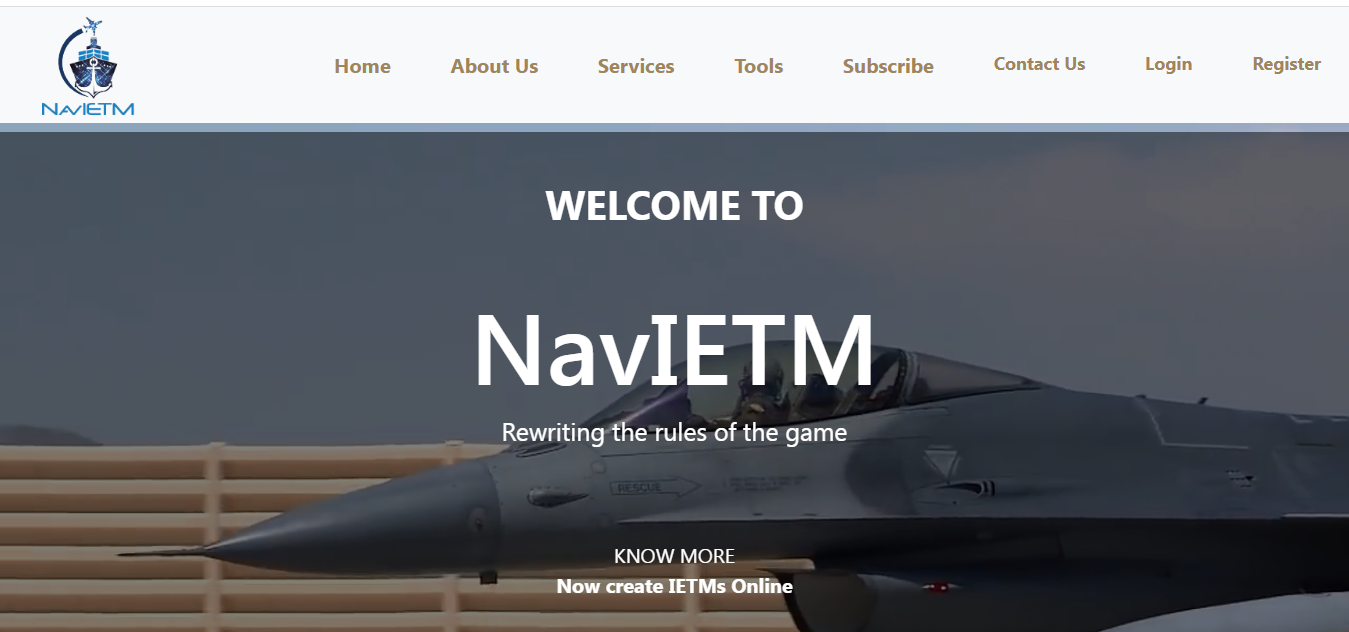 NAVIETM
Home About Us Services Tools Subscribe Contact Us Login Register
WELCOME TO
NavIETM
Rewriting the rules of the game
RESCUE
KNOW MORE
Now create IETMs Online